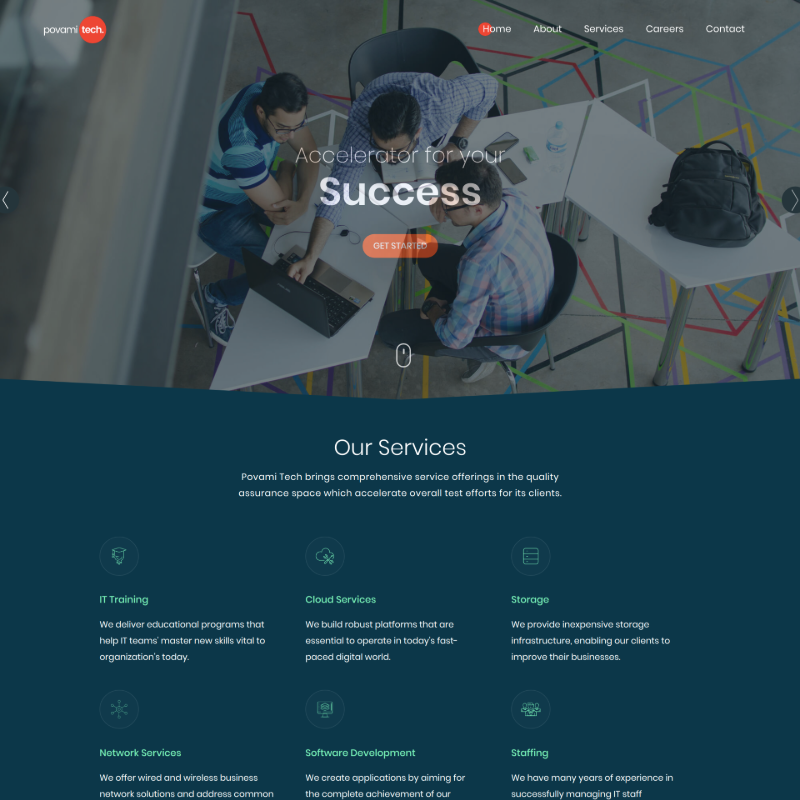 povami tech.
Home About Services Careers Contact
Accelerator for your
Success
GET STARTED
Our Services
Povami Tech brings comprehensive service offerings in the quality
assurance space which accelerate overall test efforts for its clients.
IT Training
We deliver educational programs that
help IT teams' master new skills vital to
organization's today.
Cloud Services
We build robust platforms that are
essential to operate in today's fast-
paced digital world.
Storage
We provide inexpensive storage
infrastructure, enabling our clients to
improve their businesses.
Network Services
We offer wired and wireless business
network solutions and address common
Software Development
We create applications by aiming for
the complete achievement of our
Staffing
We have many years of experience in
successfully managing IT staff